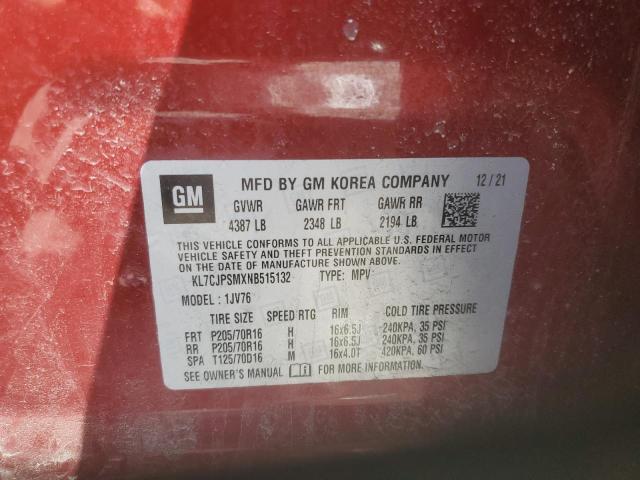 GM
MFD BY GM KOREA COMPANY 12/21
GVWR GAWR FRT GAWR RR
4387 LB 2348 LB 2194 LB
THIS VEHICLE CONFORMS TO ALL APPLICABLE U.S. FEDERAL MOTOR
VEHICLE SAFETY AND THEFT PREVENTION STANDARDS IN EFFECT
ON THE DATE OF MANUFACTURE SHOWN ABOVE.
KL7CJPSMXNB515132 TYPE: MPV
MODEL: 1JV76
TIRE SIZE SPEED RTG RIM COLD TIRE PRESSURE
FRT P205/70R16 H 16x6.5J 240KPA, 35 PSI
RR P205/70R16 H 16x6.5J 240KPA, 35 PSI
SPA T125/70D16 M 16x4.0T 420KPA, 60 PSI
SEE OWNER'S MANUAL FOR MORE INFORMATION.